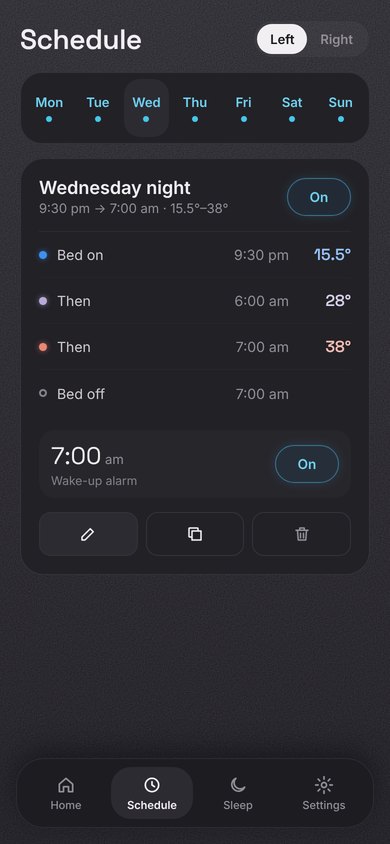 Schedule
Left Right
Mon Tue Wed Thu Fri Sat Sun
Wednesday night
9:30 pm → 7:00 am · 15.5°–38°
On
Bed on 9:30 pm 15.5°
Then 6:00 am 28°
Then 7:00 am 38°
Bed off 7:00 am
7:00 am
Wake-up alarm
On
Home Schedule Sleep Settings